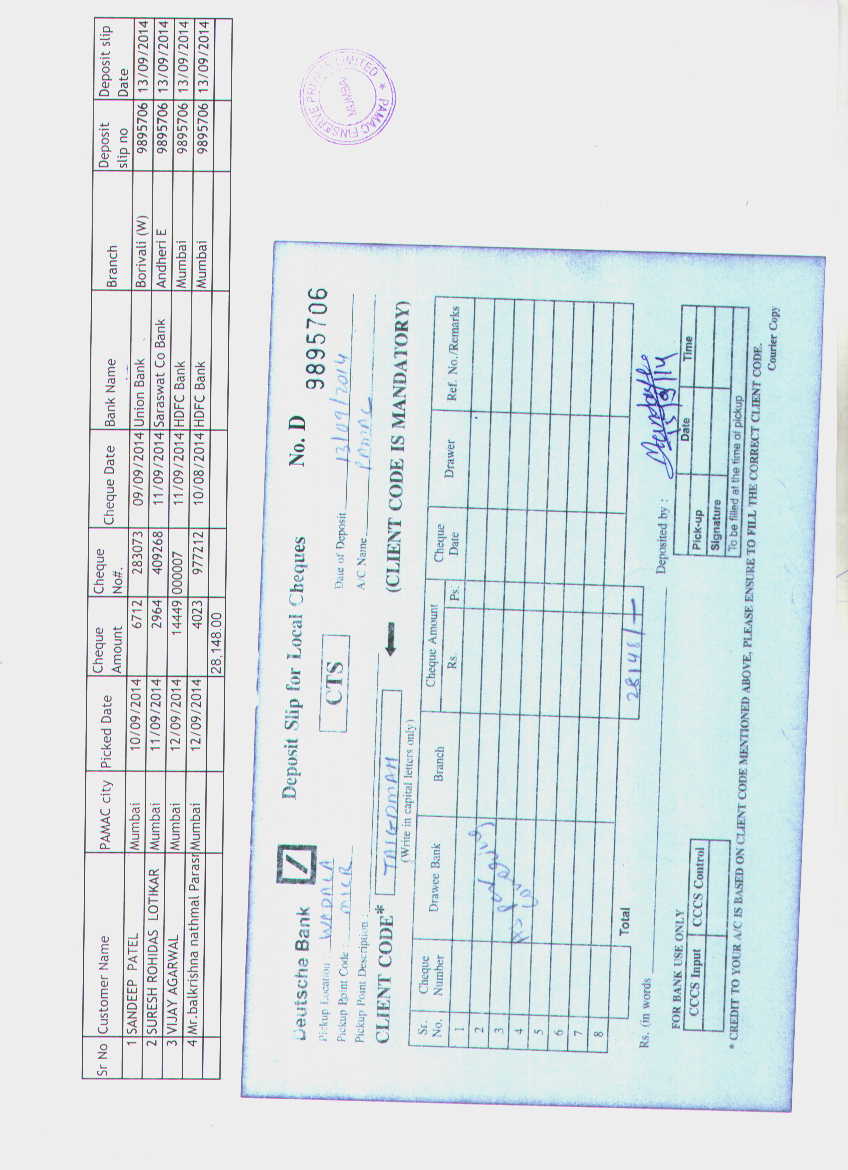 Sr No Customer Name PAMAC city Picked Date Cheque Amount Cheque No#. Cheque Date Bank Name Branch Deposit slip no Deposit slip Date
1 SANDEEP PATEL Mumbai 10/09/2014 6712 283073 09/09/2014 Union Bank Borivali (W) 9895706 13/09/2014
2 SURESH ROHIDAS LOTIKAR Mumbai 11/09/2014 2964 409268 11/09/2014 Saraswat Co Bank Andheri E 9895706 13/09/2014
3 VIJAY AGARWAL Mumbai 12/09/2014 14449 000007 11/09/2014 HDFC Bank Mumbai 9895706 13/09/2014
4 Mr.balkrishna nathmal Parasr Mumbai 12/09/2014 4023 977212 10/08/2014 HDFC Bank Mumbai 9895706 13/09/2014
28,148.00
PAMAC FINSERVE PRIVATE LIMITED
MUMBAI
Deutsche Bank Deposit Slip for Local Cheques No. D 9895706
Pickup Location WADALA CTS Date of Deposit 13/09/2014
Pickup Point Code : MICR A/C Name PAMAC
Pickup Point Description :
CLIENT CODE* (CLIENT CODE IS MANDATORY)
(Write in capital letters only)
Sr. No. Cheque Number Drawee Bank Branch Cheque Amount Rs. Ps. Cheque Date Drawer Ref. No./Remarks
1
2
3
4 As per
5
6
7
8
Total 28148/-
Rs. (in words Deposited by :
13/9/14
FOR BANK USE ONLY
CCCS Input CCCS Control
Pick-up Date Time
Signature
To be filled at the time of pickup
* CREDIT TO YOUR A/C IS BASED ON CLIENT CODE MENTIONED ABOVE, PLEASE ENSURE TO FILL THE CORRECT CLIENT CODE.
Courier Copy